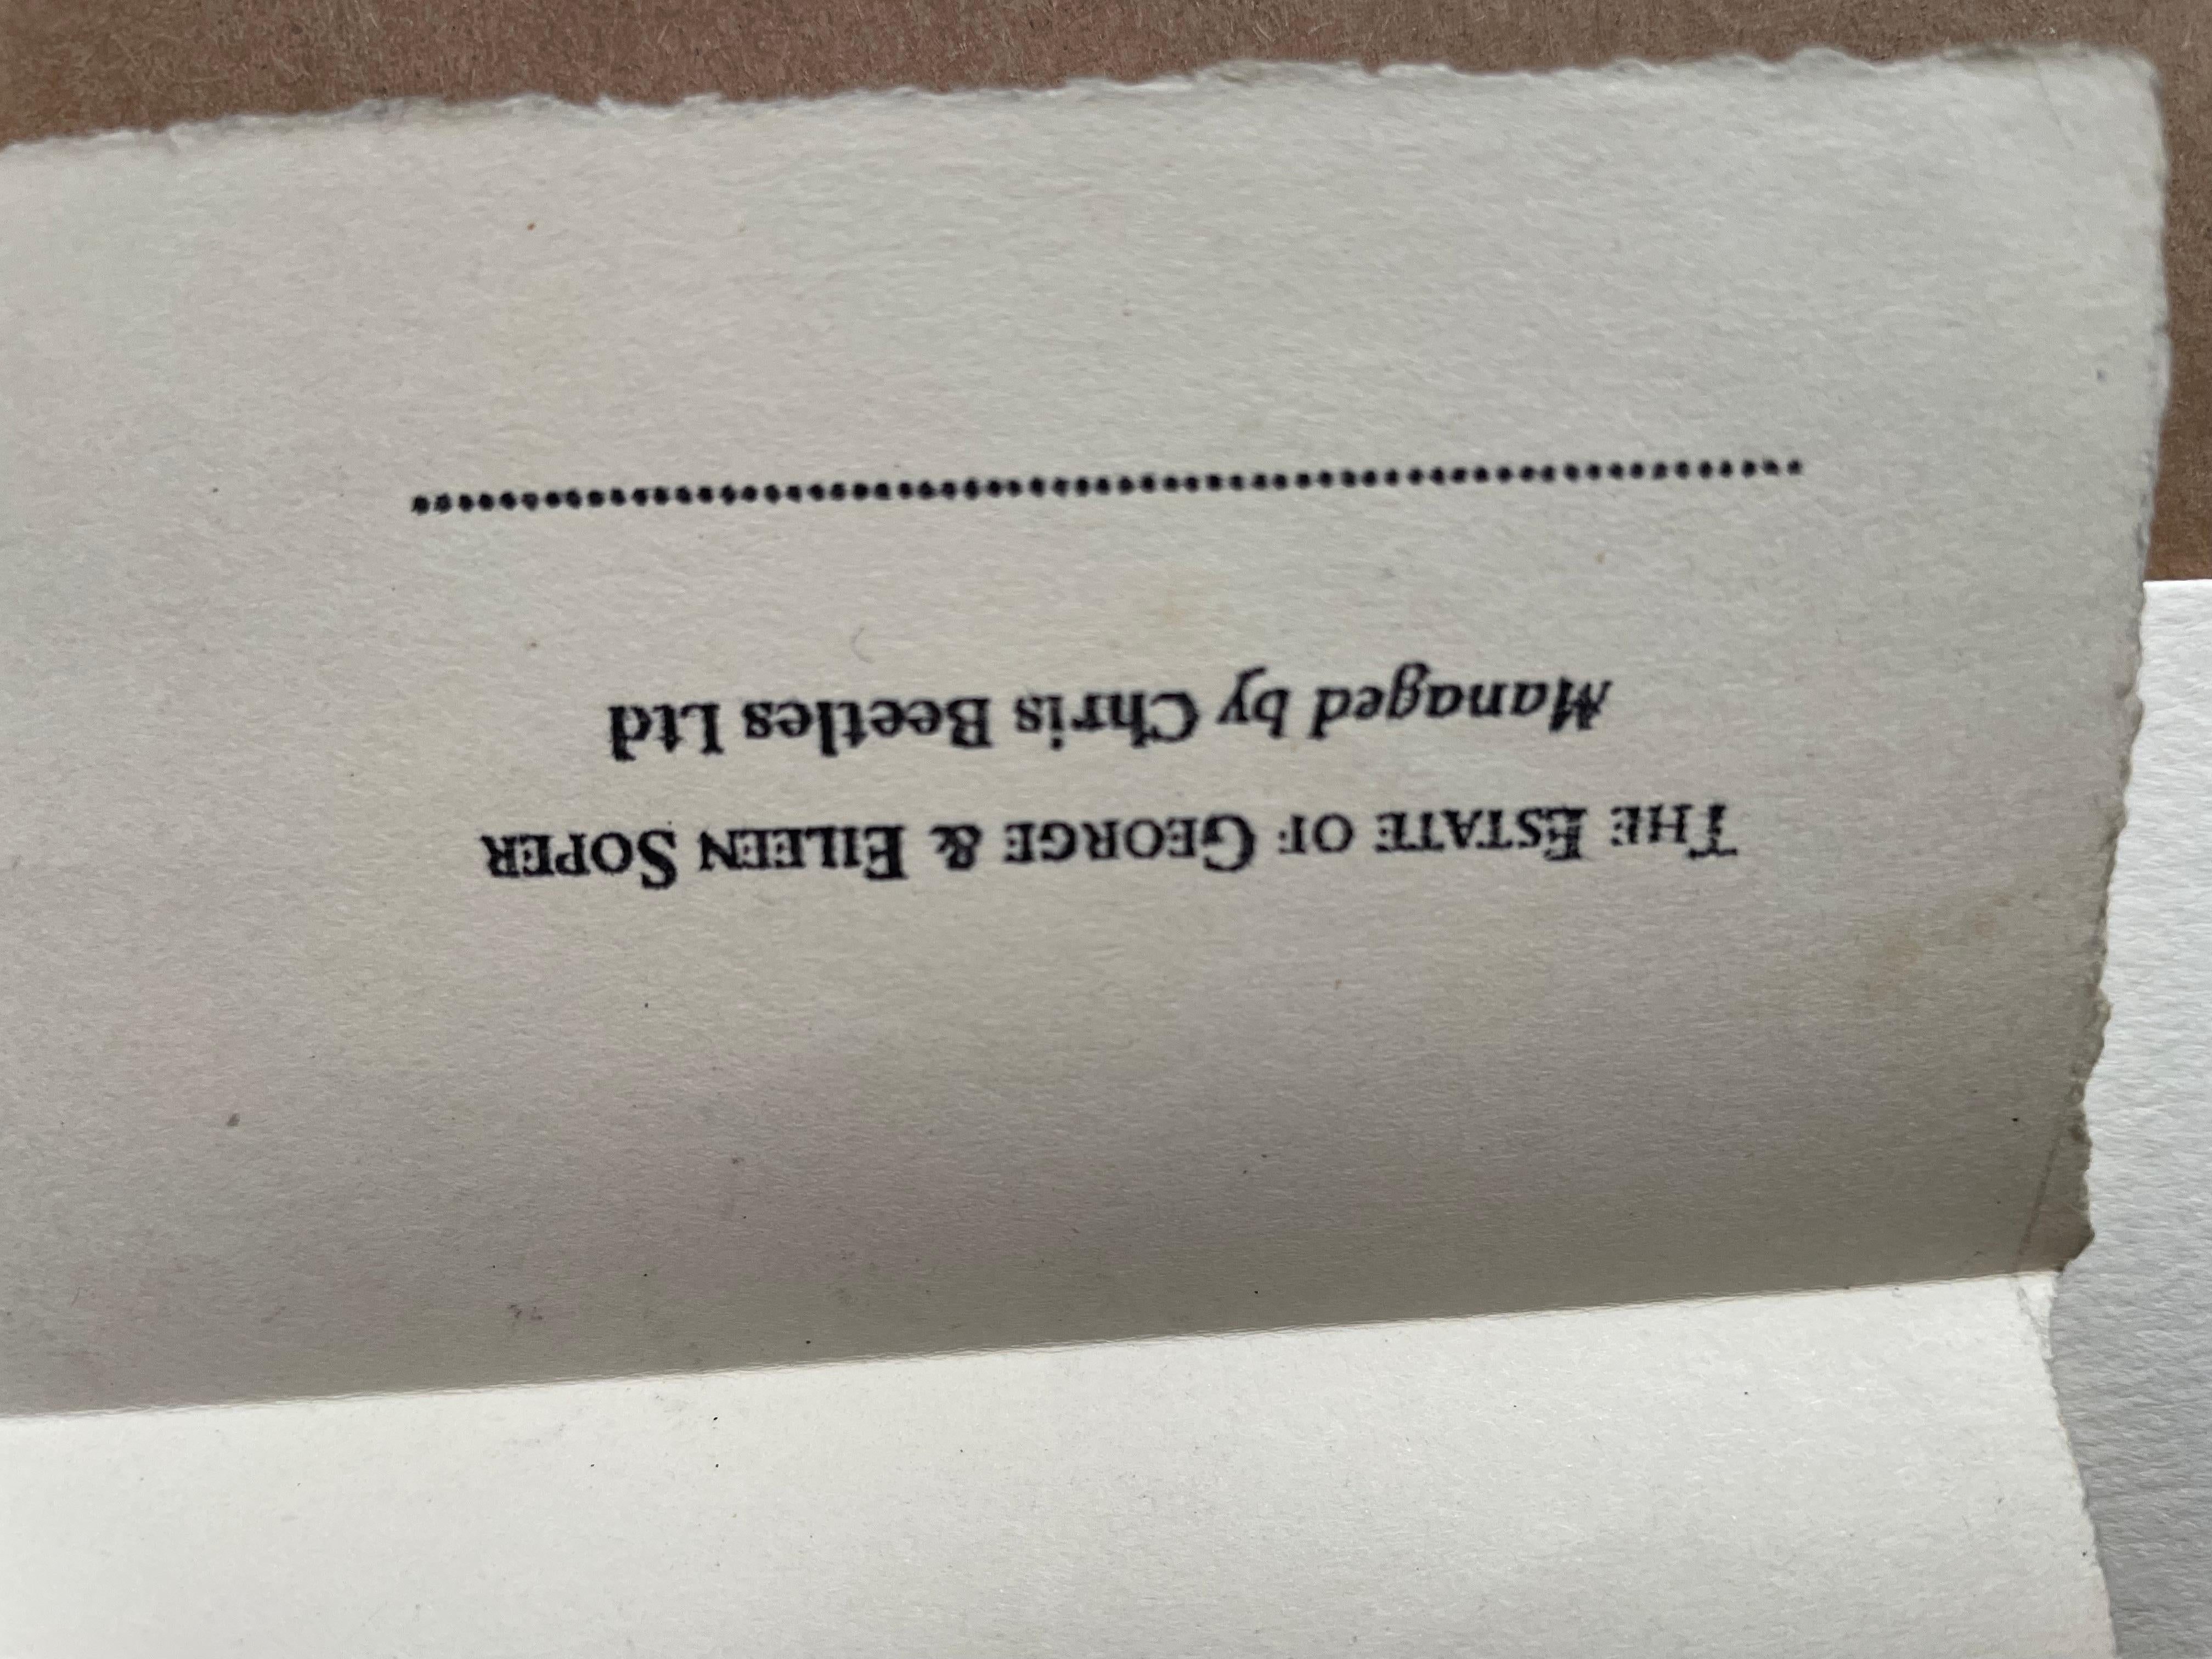 THE ESTATE OF GEORGE & EILEEN SOPER
Managed by Chris Beetles Ltd